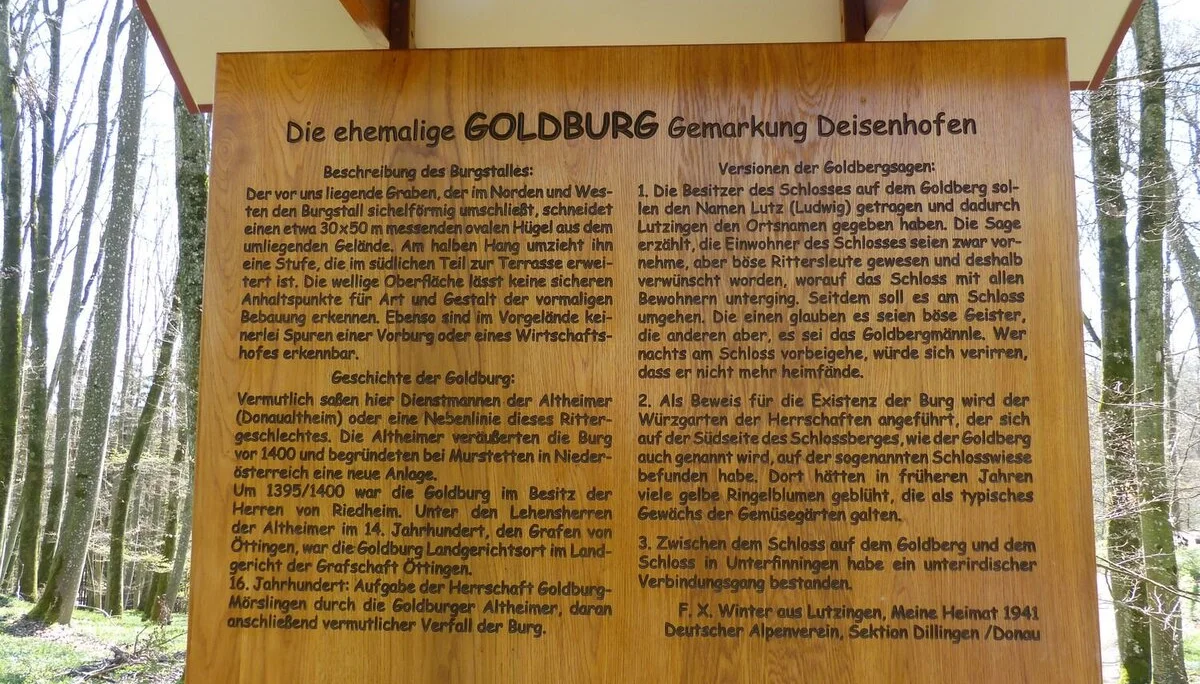 Die ehemalige GOLDBURG Gemarkung Deisenhofen
Beschreibung des Burgstalles:
Der vor uns liegende Graben, der im Norden und Wes-
ten den Burgstall sichelförmig umschließt, schneidet
einen etwa 30x50 m messenden ovalen Hügel aus dem
umliegenden Gelände. Am halben Hang umzieht ihn
eine Stufe, die im südlichen Teil zur Terrasse erwei-
tert ist. Die wellige Oberfläche lässt keine sicheren
Anhaltspunkte für Art und Gestalt der vormaligen
Bebauung erkennen. Ebenso sind im Vorgelände kei-
nerlei Spuren einer Vorburg oder eines Wirtschafts-
hofes erkennbar.
Geschichte der Goldburg:
Vermutlich saßen hier Dienstmannen der Altheimer
(Donaualtheim) oder eine Nebenlinie dieses Ritter-
geschlechtes. Die Altheimer veräußerten die Burg
vor 1400 und begründeten bei Murstetten in Nieder-
österreich eine neue Anlage.
Um 1395/1400 war die Goldburg im Besitz der
Herren von Riedheim. Unter den Lehensherren
der Altheimer im 14. Jahrhundert, den Grafen von
Öttingen, war die Goldburg Landgerichtsort im Land-
gericht der Grafschaft Öttingen.
16. Jahrhundert: Aufgabe der Herrschaft Goldburg-
Mörslingen durch die Goldburger Altheimer, daran
anschließend vermutlicher Verfall der Burg.
Versionen der Goldbergsagen:
1. Die Besitzer des Schlosses auf dem Goldberg sol-
len den Namen Lutz (Ludwig) getragen und dadurch
Lutzingen den Ortsnamen gegeben haben. Die Sage
erzählt, die Einwohner des Schlosses seien zwar vor-
nehme, aber böse Rittersleute gewesen und deshalb
verwünscht worden, worauf das Schloss mit allen
Bewohnern unterging. Seitdem soll es am Schloss
umgehen. Die einen glauben es seien böse Geister,
die anderen aber, es sei das Goldbergmännle. Wer
nachts am Schloss vorbeigehe, würde sich verirren,
dass er nicht mehr heimfände.
2. Als Beweis für die Existenz der Burg wird der
Würzgarten der Herrschaften angeführt, der sich
auf der Südseite des Schlossberges, wie der Goldberg
auch genannt wird, auf der sogenannten Schlosswiese
befunden habe. Dort hätten in früheren Jahren
viele gelbe Ringelblumen geblüht, die als typisches
Gewächs der Gemüsegärten galten.
3. Zwischen dem Schloss auf dem Goldberg und dem
Schloss in Unterfinningen habe ein unterirdischer
Verbindungsgang bestanden.
F. X. Winter aus Lutzingen, Meine Heimat 1941
Deutscher Alpenverein, Sektion Dillingen /Donau